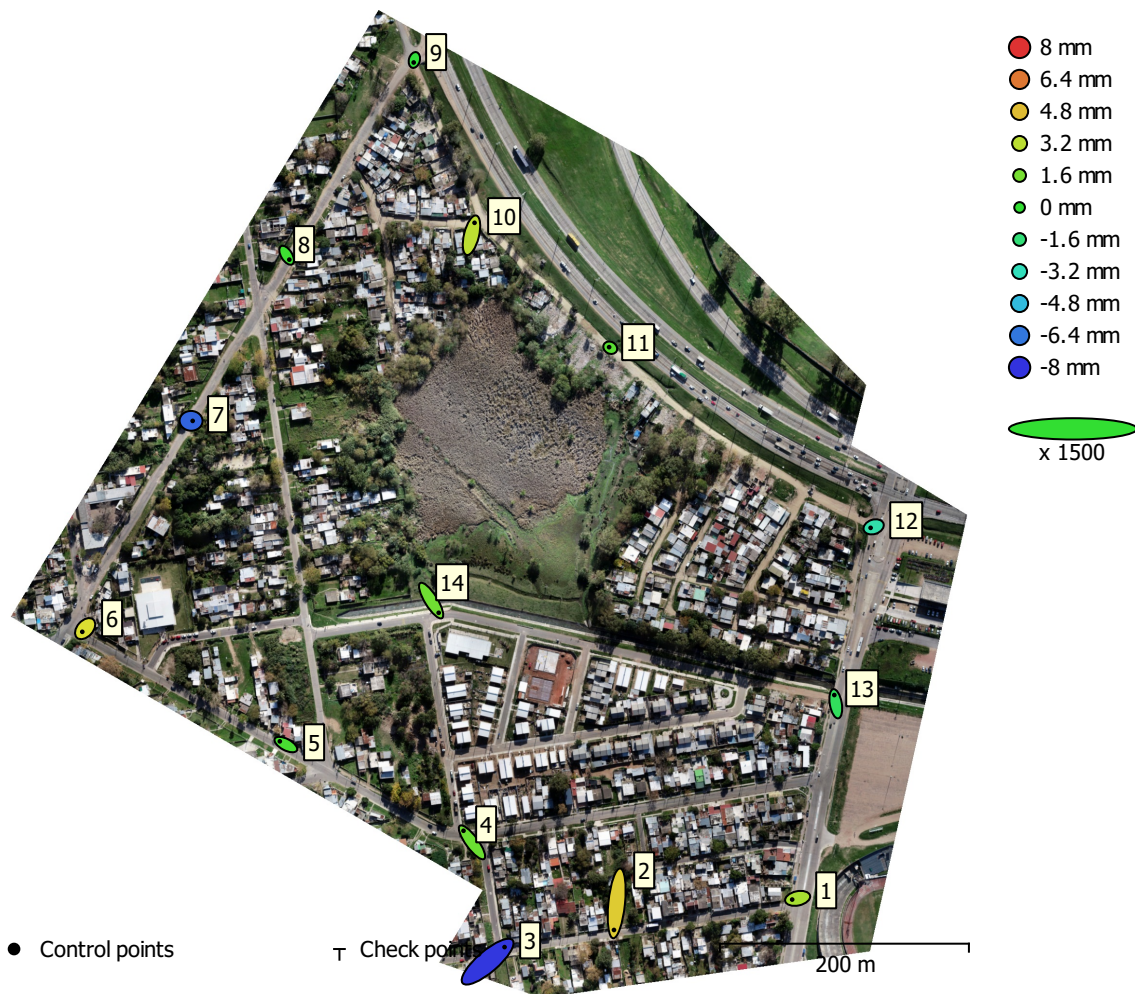 9
8 mm
6.4 mm
4.8 mm
3.2 mm
1.6 mm
0 mm
-1.6 mm
-3.2 mm
-4.8 mm
-6.4 mm
-8 mm
x 1500
10
8
11
7
12
14
6
13
5
4
2
1
3
Control points
Check points
200 m